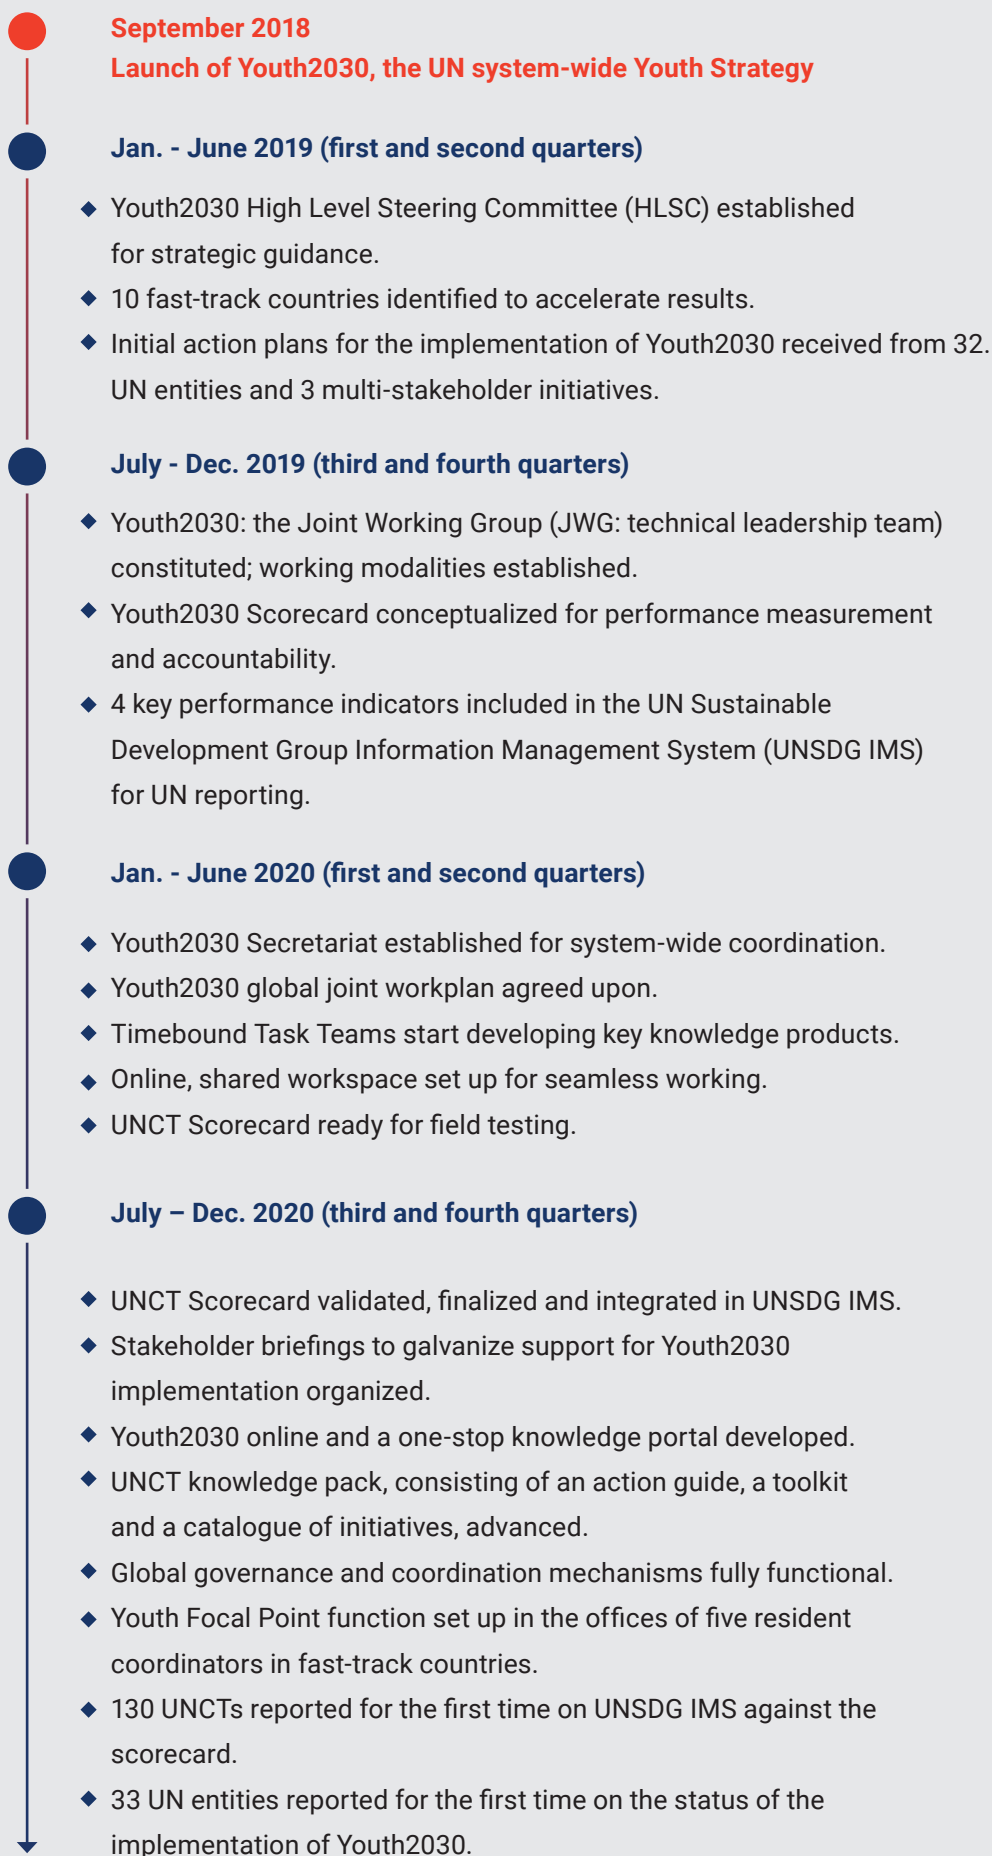 September 2018
Launch of Youth2030, the UN system-wide Youth Strategy
Jan. - June 2019 (first and second quarters)
Youth2030 High Level Steering Committee (HLSC) established
for strategic guidance.
10 fast-track countries identified to accelerate results.
Initial action plans for the implementation of Youth2030 received from 32.
UN entities and 3 multi-stakeholder initiatives.
July - Dec. 2019 (third and fourth quarters)
Youth2030: the Joint Working Group (JWG: technical leadership team)
constituted; working modalities established.
Youth2030 Scorecard conceptualized for performance measurement
and accountability.
4 key performance indicators included in the UN Sustainable
Development Group Information Management System (UNSDG IMS)
for UN reporting.
Jan. - June 2020 (first and second quarters)
Youth2030 Secretariat established for system-wide coordination.
Youth2030 global joint workplan agreed upon.
Timebound Task Teams start developing key knowledge products.
Online, shared workspace set up for seamless working.
UNCT Scorecard ready for field testing.
July – Dec. 2020 (third and fourth quarters)
UNCT Scorecard validated, finalized and integrated in UNSDG IMS.
Stakeholder briefings to galvanize support for Youth2030
implementation organized.
Youth2030 online and a one-stop knowledge portal developed.
UNCT knowledge pack, consisting of an action guide, a toolkit
and a catalogue of initiatives, advanced.
Global governance and coordination mechanisms fully functional.
Youth Focal Point function set up in the offices of five resident
coordinators in fast-track countries.
130 UNCTs reported for the first time on UNSDG IMS against the
scorecard.
33 UN entities reported for the first time on the status of the
implementation of Youth2030.